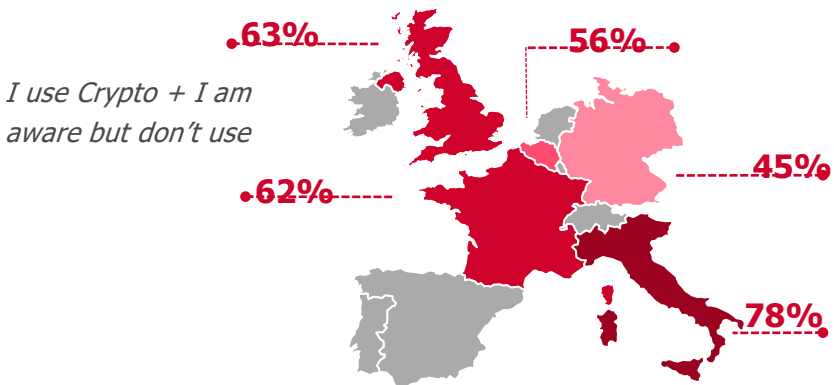 63%
56%
I use Crypto + I am
aware but don't use
45%
62%
78%